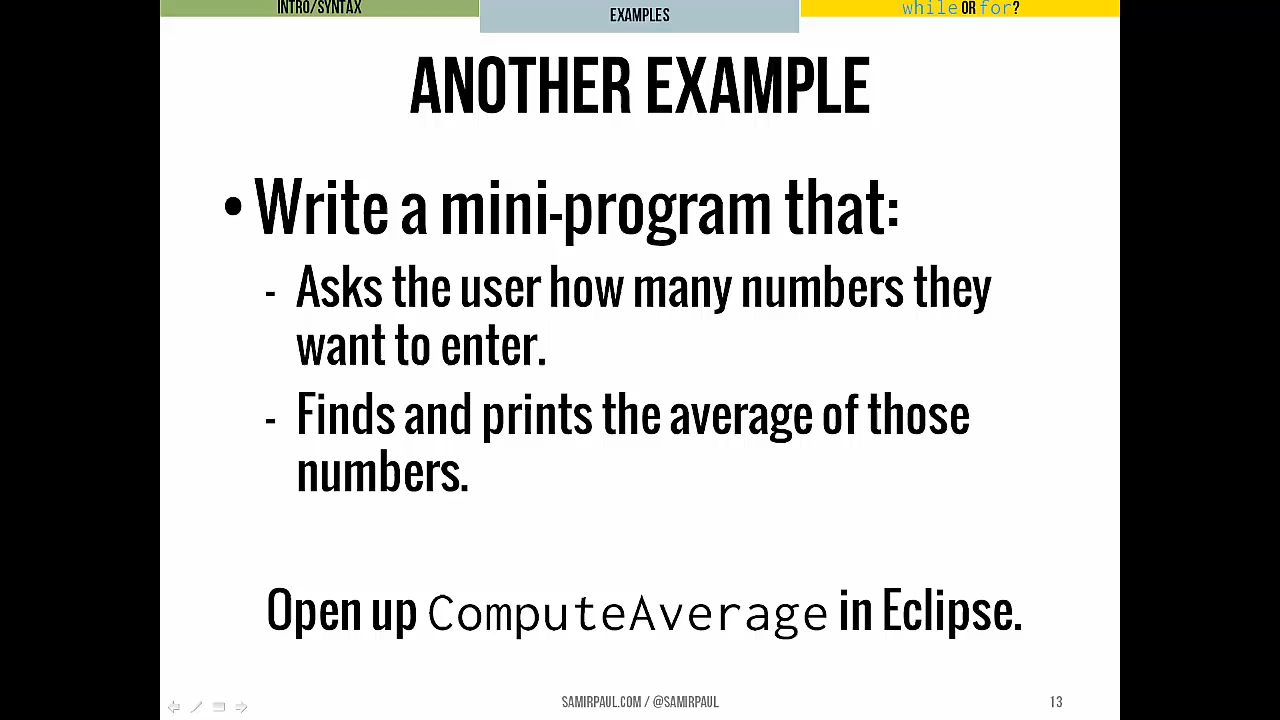 INTRO/SYNTAX
EXAMPLES
while OR for?
ANOTHER EXAMPLE
• Write a mini-program that:
- Asks the user how many numbers they
want to enter.
- Finds and prints the average of those
numbers.
Open up ComputeAverage in Eclipse.
SAMIRPAUL.COM / @SAMIRPAUL
13